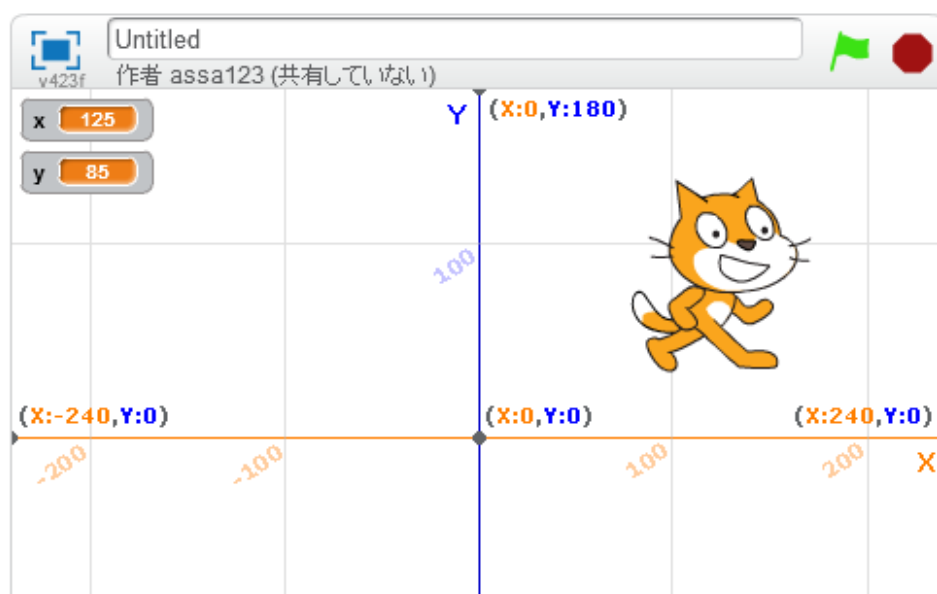 Untitled
v423f
作者 assa123 (共有していない)
x 125
Y (X:0,Y:180)
y 85
100
(X:-240,Y:0) (X:0,Y:0) (X:240,Y:0)
-200 -100 100 200 X